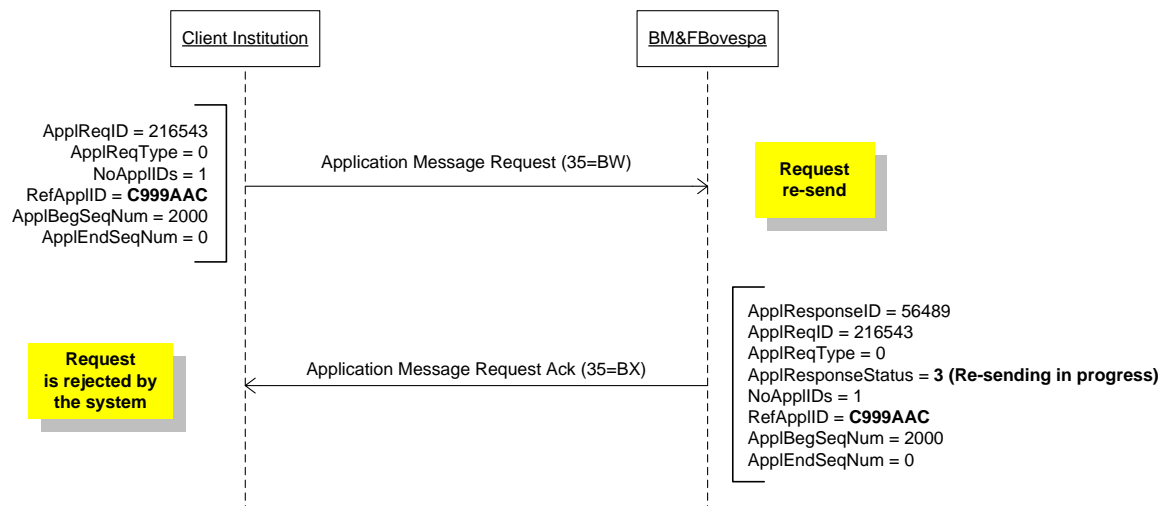 Client Institution
BM&FBovespa
ApplReqID = 216543
ApplReqType = 0
NoApplIDs = 1
RefApplID = C999AAC
ApplBegSeqNum = 2000
ApplEndSeqNum = 0
Application Message Request (35=BW)
Request
re-send
Request
is rejected by
the system
Application Message Request Ack (35=BX)
ApplResponseID = 56489
ApplReqID = 216543
ApplReqType = 0
ApplResponseStatus = 3 (Re-sending in progress)
NoApplIDs = 1
RefApplID = C999AAC
ApplBegSeqNum = 2000
ApplEndSeqNum = 0